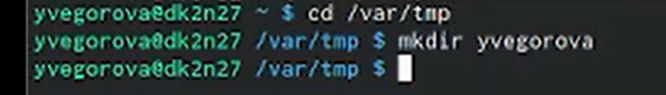 yvegorova@dk2n27 ~ $ cd /var/tmp
yvegorova@dk2n27 /var/tmp $ mkdir yvegorova
yvegorova@dk2n27 /var/tmp $